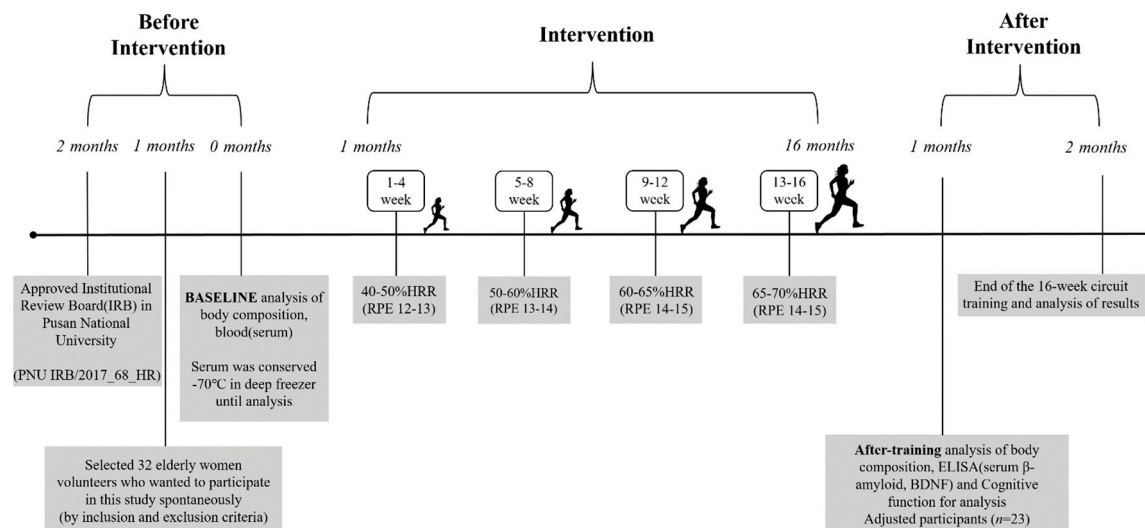 Before
Intervention
Intervention
After
Intervention
2 months
1 months
0 months
1 months
16 months
1 months
2 months
1-4
week
5-8
week
9-12
week
13-16
week
Approved Institutional
Review Board(IRB) in
Pusan National
University
(PNU IRB/2017_68_HR)
BASELINE analysis of
body composition,
blood(serum)
Serum was conserved
-70℃ in deep freezer
until analysis
40-50%HRR
(RPE 12-13)
50-60%HRR
(RPE 13-14)
60-65%HRR
(RPE 14-15)
65-70%HRR
(RPE 14-15)
End of the 16-week circuit
training and analysis of results
Selected 32 elderly women
volunteers who wanted to participate
in this study spontaneously
(by inclusion and exclusion criteria)
After-training analysis of body
composition, ELISA(serum β-
amyloid, BDNF) and Cognitive
function for analysis
Adjusted participants (n=23)